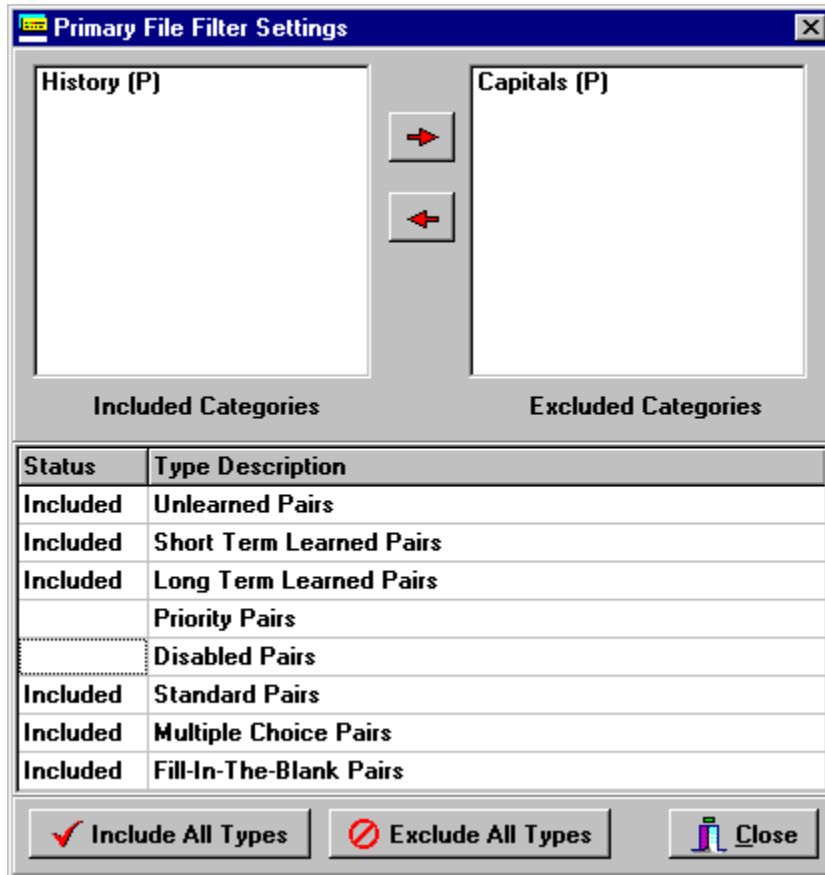 Primary File Filter Settings
History (P)
Capitals (P)
Included Categories
Excluded Categories
Status Type Description
Included Unlearned Pairs
Included Short Term Learned Pairs
Included Long Term Learned Pairs
Priority Pairs
Disabled Pairs
Included Standard Pairs
Included Multiple Choice Pairs
Included Fill-In-The-Blank Pairs
Include All Types Exclude All Types Close